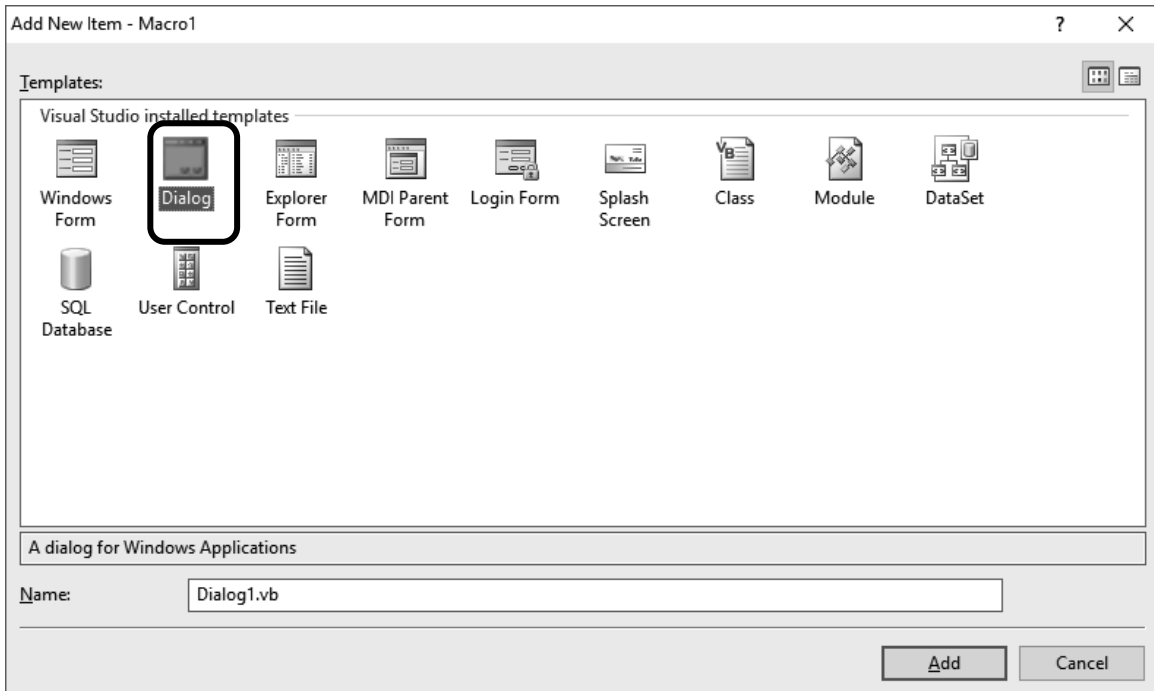 Add New Item - Macro1
? X
Templates:
Visual Studio installed templates
Windows Form
Dialog
Explorer Form
MDI Parent Form
Login Form
Splash Screen
Class
Module
DataSet
SQL Database
User Control
Text File
A dialog for Windows Applications
Name: Dialog1.vb
Add Cancel